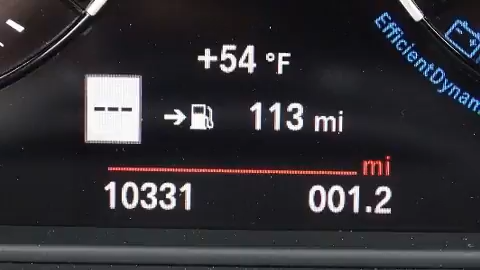 +54 °F
EfficientDynam
--- 113 mi
mi
10331 001.2